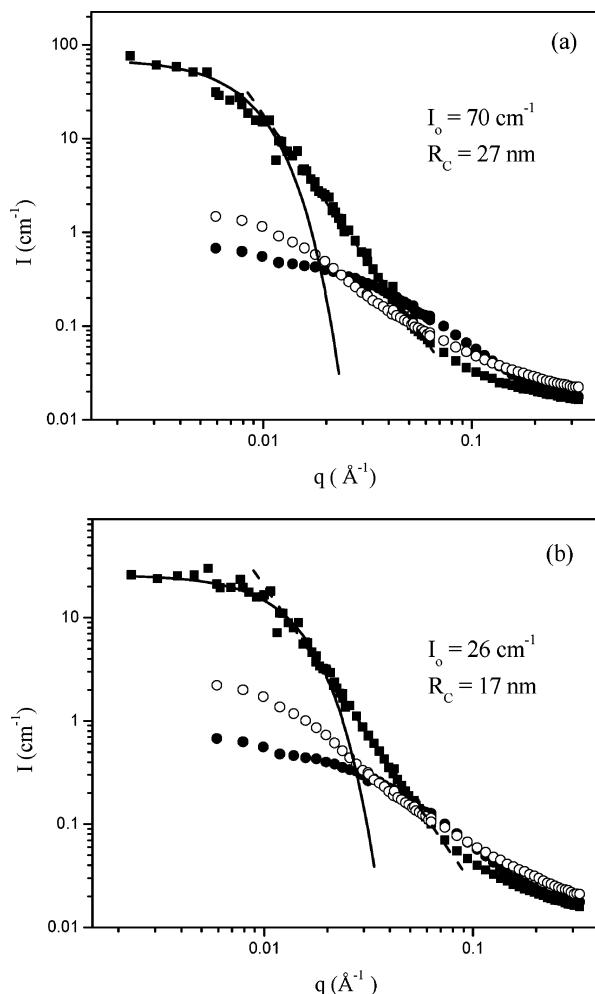 (a)
100
10
1
0.1
0.01
I (cm⁻¹)
I₀ = 70 cm⁻¹
R_C = 27 nm
0.01 0.1
q ( Å⁻¹)
(b)
10
1
0.1
0.01
I (cm⁻¹)
I₀ = 26 cm⁻¹
R_C = 17 nm
0.01 0.1
q (Å⁻¹ )